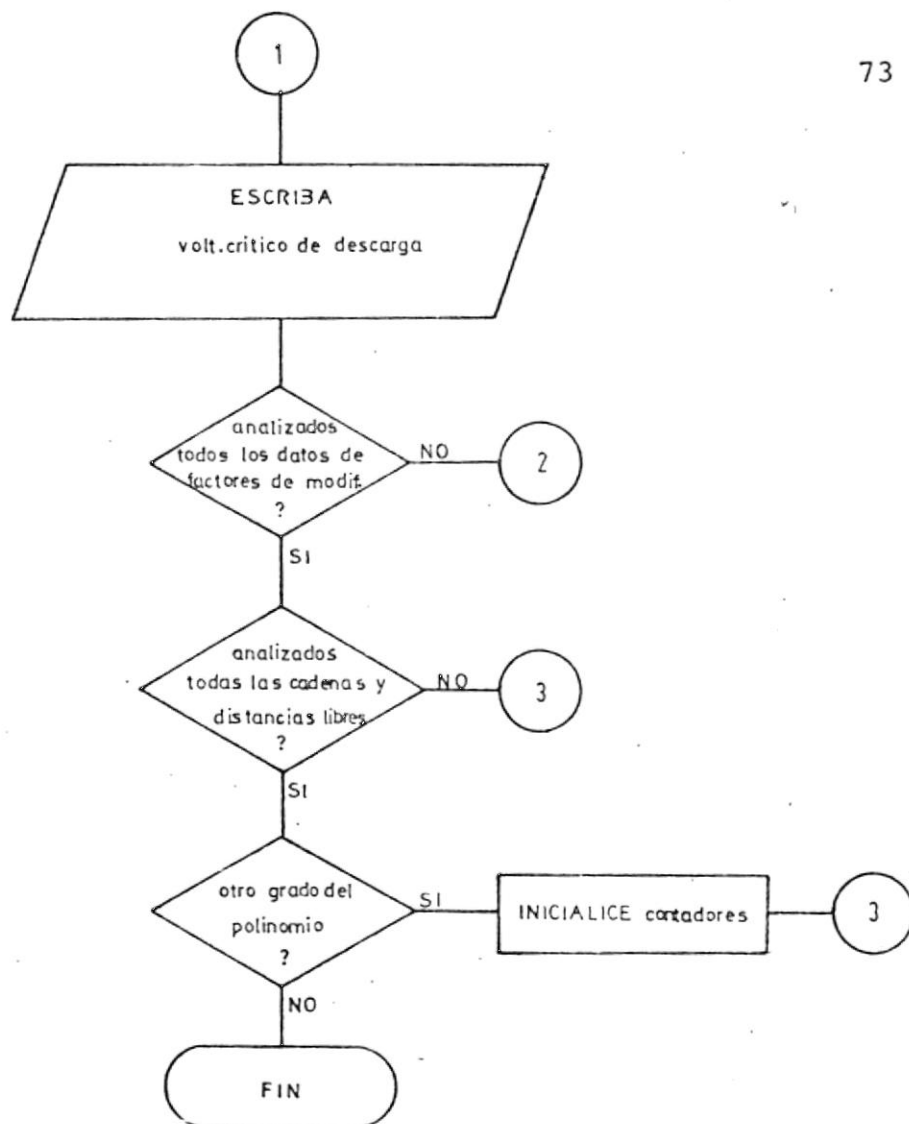 73
1
ESCRIBA
volt.critico de descarga
analizados
todos los datos de
factores de modif.
?
NO
2
SI
analizados
todas las cadenas y
distancias libres
?
NO
3
SI
otro grado del
polinomio
?
SI
INICIALICE contadores
3
NO
FIN